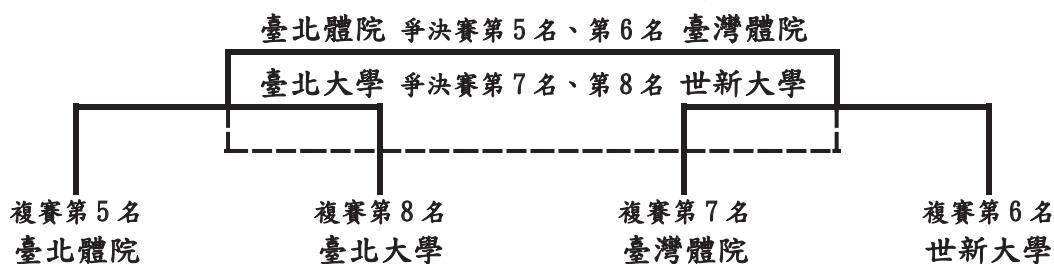 臺北體院 爭決賽第5名、第6名 臺灣體院
臺北大學 爭決賽第7名、第8名 世新大學
複賽第5名 複賽第8名 複賽第7名 複賽第6名
臺北體院 臺北大學 臺灣體院 世新大學